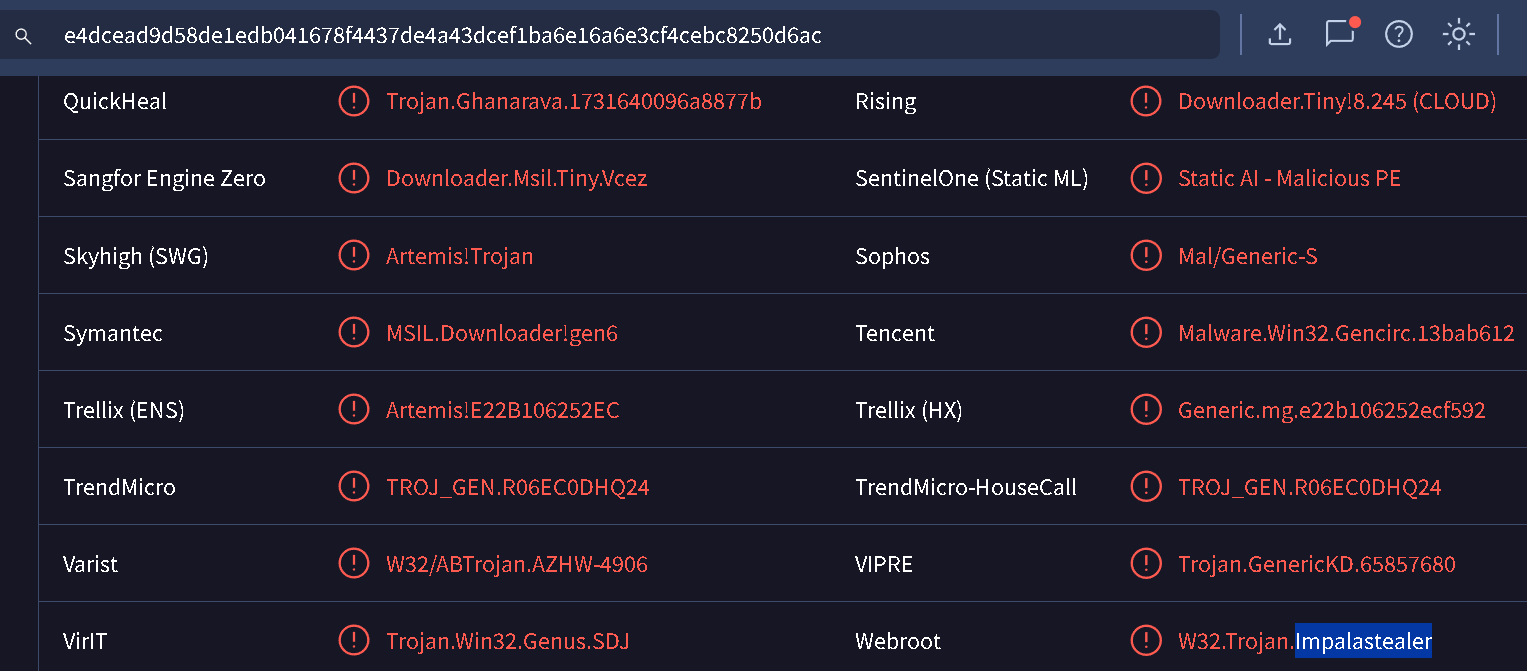 e4dcead9d58de1edb041678f4437de4a43dcef1ba6e16a6e3cf4cebc8250d6ac
QuickHeal Trojan.Ghanarava.1731640096a8877b Rising Downloader.Tiny!8.245 (CLOUD)
Sangfor Engine Zero Downloader.Msil.Tiny.Vcez SentinelOne (Static ML) Static AI - Malicious PE
Skyhigh (SWG) Artemis!Trojan Sophos Mal/Generic-S
Symantec MSIL.Downloader!gen6 Tencent Malware.Win32.Gencirc.13bab612
Trellix (ENS) Artemis!E22B106252EC Trellix (HX) Generic.mg.e22b106252ecf592
TrendMicro TROJ_GEN.R06EC0DHQ24 TrendMicro-HouseCall TROJ_GEN.R06EC0DHQ24
Varist W32/ABTrojan.AZHW-4906 VIPRE Trojan.GenericKD.65857680
VirIT Trojan.Win32.Genus.SDJ Webroot W32.Trojan.Impalastealer